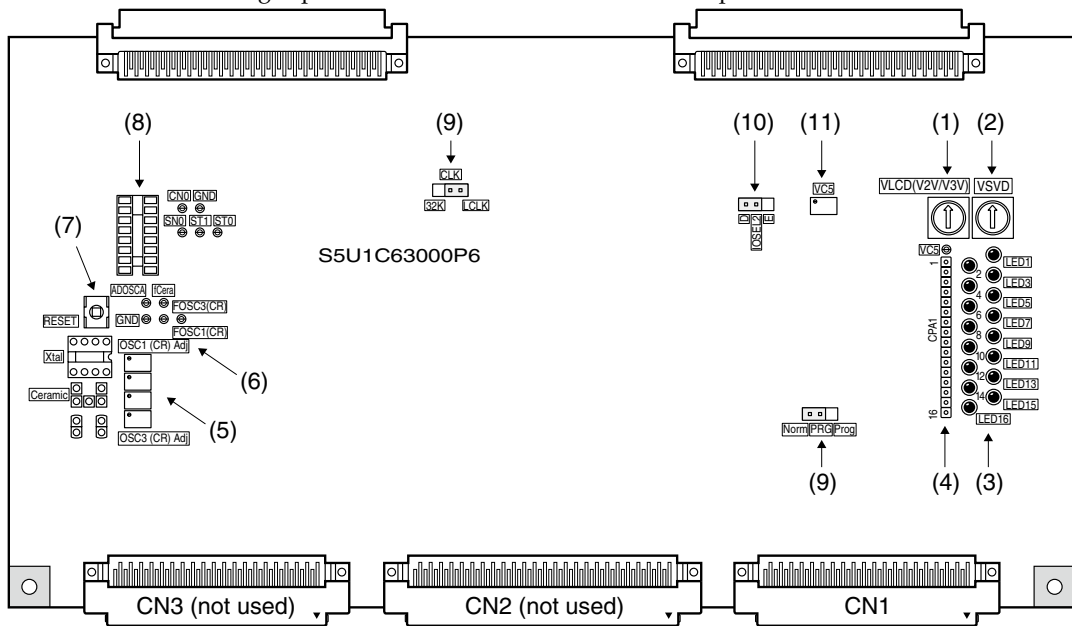 (8)
(9)
(10)
(11)
(1)
(2)
CLK
32K
LCLK
CN0
GND
SN0
ST1
ST0
D
IOSEL2
E
VC5
VLCD(V2V/V3V)
VSVD
S5U1C63000P6
(7)
RESET
ADOSCA
fCera
FOSC3(CR)
GND
FOSC1(CR)
OSC1 (CR) Adj
(6)
Xtal
Ceramic
(5)
OSC3 (CR) Adj
VC5
1
CPA1
16
2
4
6
8
10
12
14
LED1
LED3
LED5
LED7
LED9
LED11
LED13
LED15
LED16
Norm
PRG
Prog
(9)
(4)
(3)
CN3 (not used)
CN2 (not used)
CN1